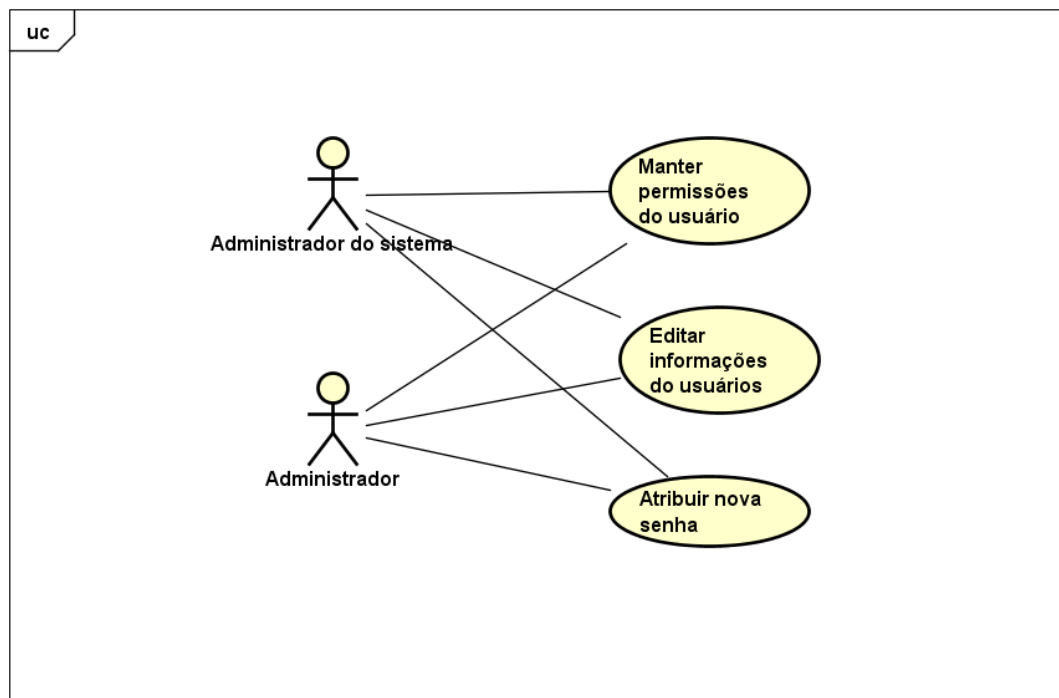 uc
Administrador do sistema
Manter
permissões
do usuário
Editar
informações
do usuários
Administrador
Atribuir nova
senha